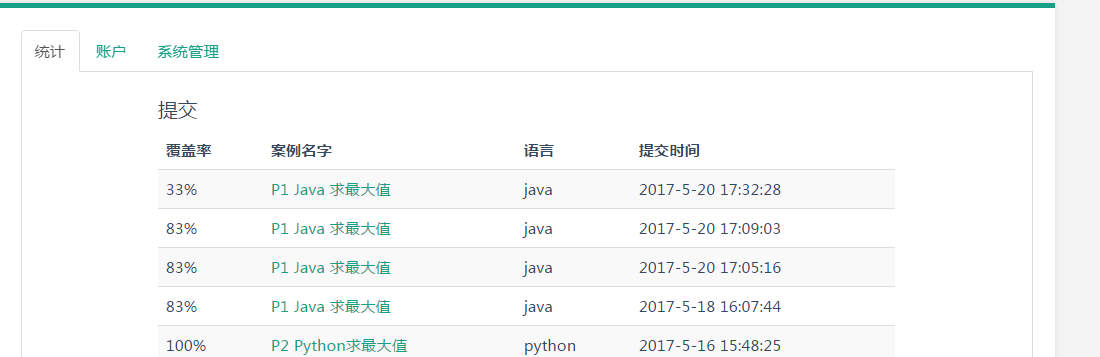 统计 账户 系统管理
提交
覆盖率 案例名字 语言 提交时间
33% P1 Java 求最大值 java 2017-5-20 17:32:28
83% P1 Java 求最大值 java 2017-5-20 17:09:03
83% P1 Java 求最大值 java 2017-5-20 17:05:16
83% P1 Java 求最大值 java 2017-5-18 16:07:44
100% P2 Python求最大值 python 2017-5-16 15:48:25